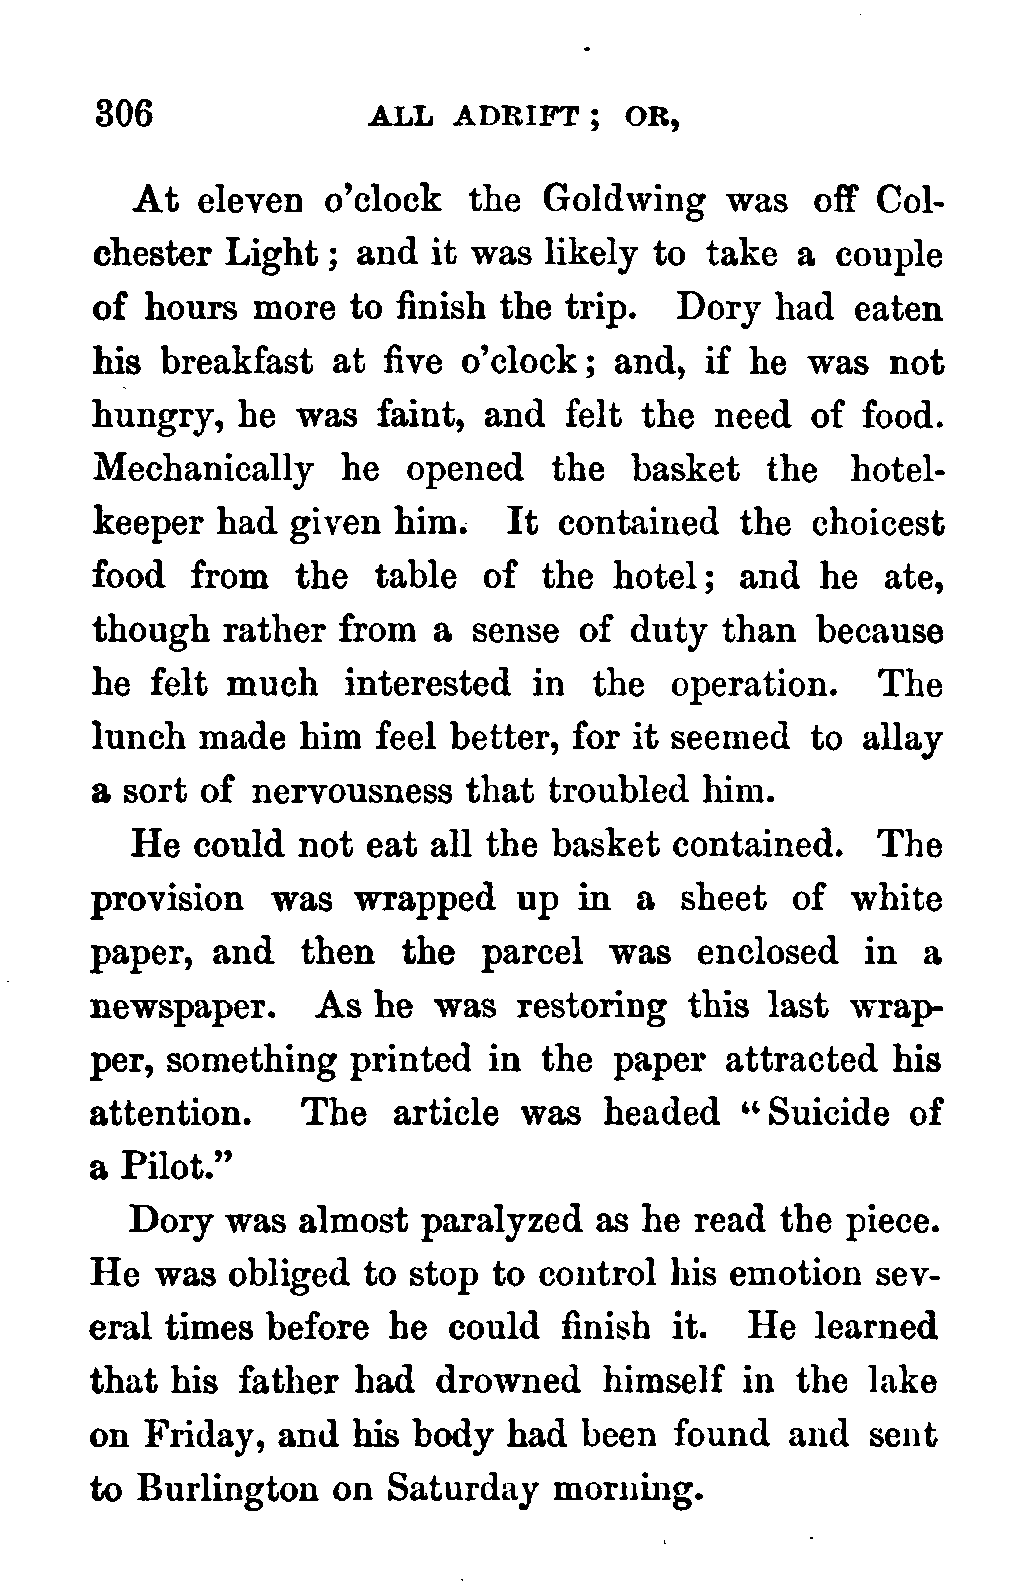 306 ALL ADRIFT; OR,
At eleven o'clock the Goldwing was off Col-
chester Light; and it was likely to take a couple
of hours more to finish the trip. Dory had eaten
his breakfast at five o'clock; and, if he was not
hungry, he was faint, and felt the need of food.
Mechanically he opened the basket the hotel-
keeper had given him. It contained the choicest
food from the table of the hotel; and he ate,
though rather from a sense of duty than because
he felt much interested in the operation. The
lunch made him feel better, for it seemed to allay
a sort of nervousness that troubled him.
He could not eat all the basket contained. The
provision was wrapped up in a sheet of white
paper, and then the parcel was enclosed in a
newspaper. As he was restoring this last wrap-
per, something printed in the paper attracted his
attention. The article was headed “Suicide of
a Pilot.”
Dory was almost paralyzed as he read the piece.
He was obliged to stop to control his emotion sev-
eral times before he could finish it. He learned
that his father had drowned himself in the lake
on Friday, and his body had been found and sent
to Burlington on Saturday morning.